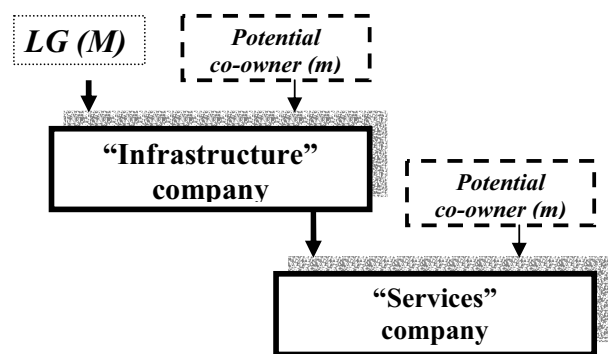 LG (M)
Potential
co-owner (m)
“Infrastructure”
company
Potential
co-owner (m)
“Services”
company